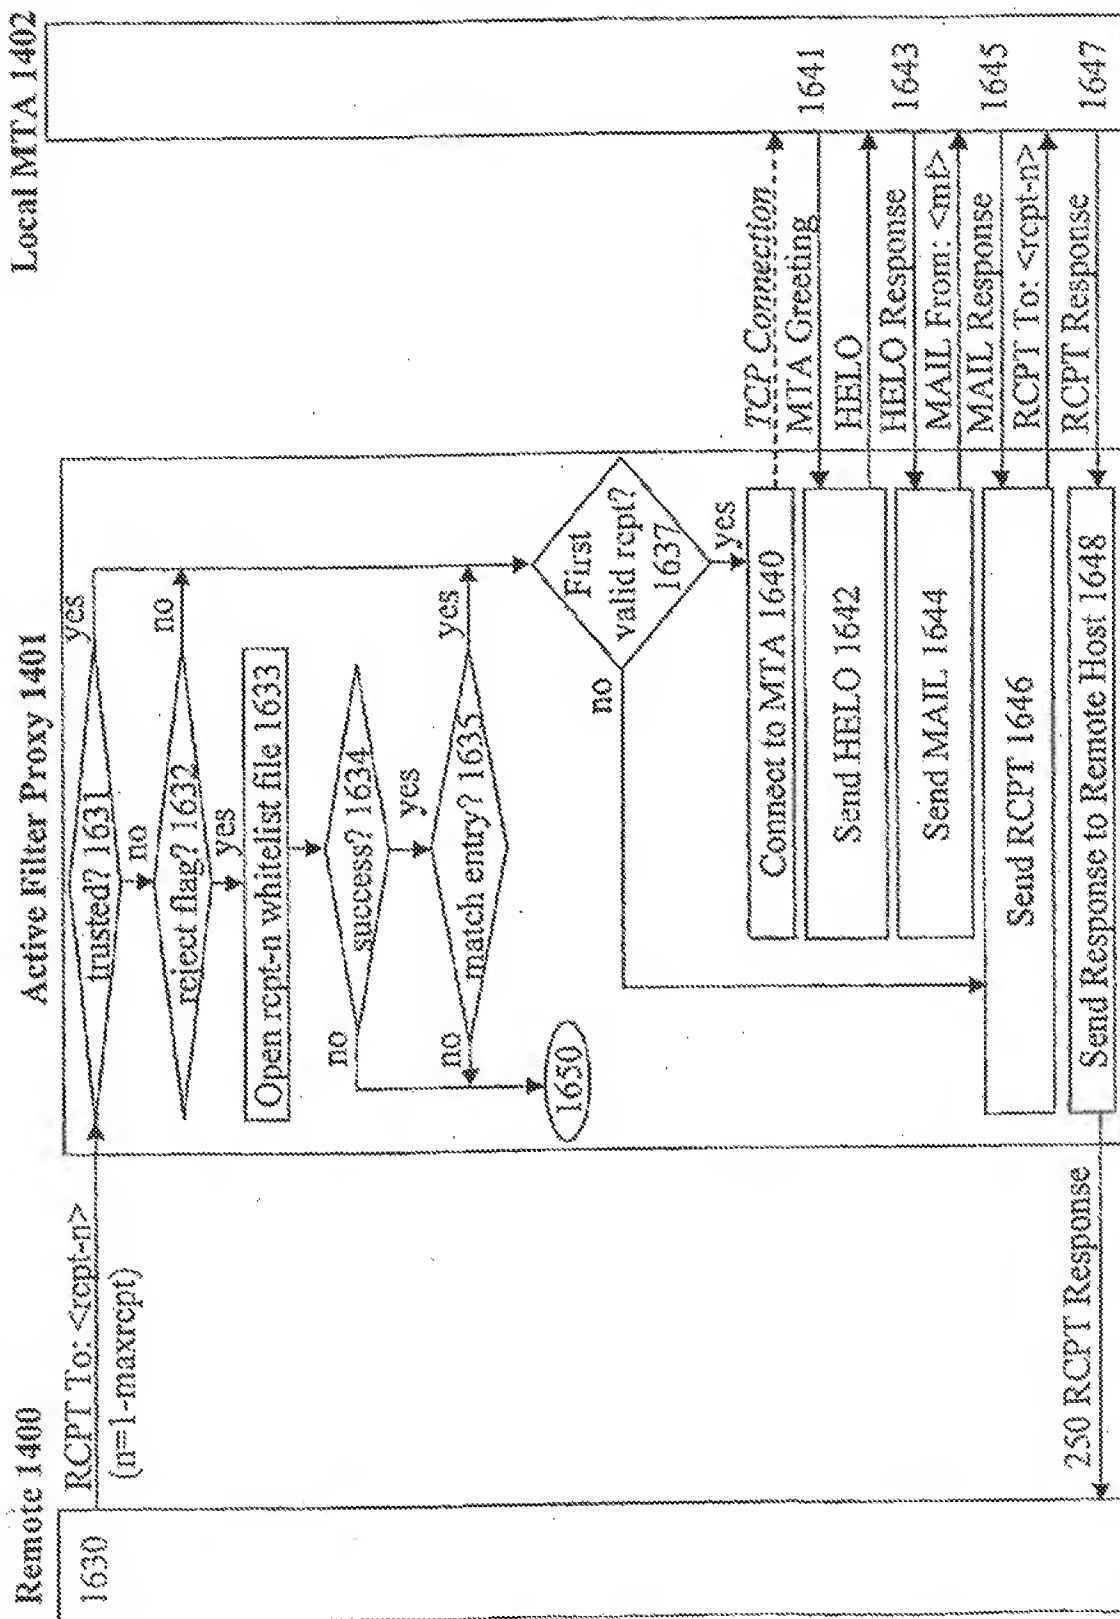 Remote 1400
Active Filter Proxy 1401
Local MTA 1402
1630
RCPT To: <rcpt-n>
(n=1-maxrcpt)
trusted? 1631
yes
no
reject flag? 1632
no
yes
Open rcpt-n whitelist file 1633
success? 1634
no
yes
match entry? 1635
no
yes
1650
First
valid rcpt?
1637
no
yes
Connect to MTA 1640
TCP Connection
MTA Greeting
1641
Send HELO 1642
HELO
HELO Response
1643
Send MAIL 1644
MAIL From: <mf>
MAIL Response
1645
Send RCPT 1646
RCPT To: <rcpt-n>
RCPT Response
1647
Send Response to Remote Host 1648
250 RCPT Response